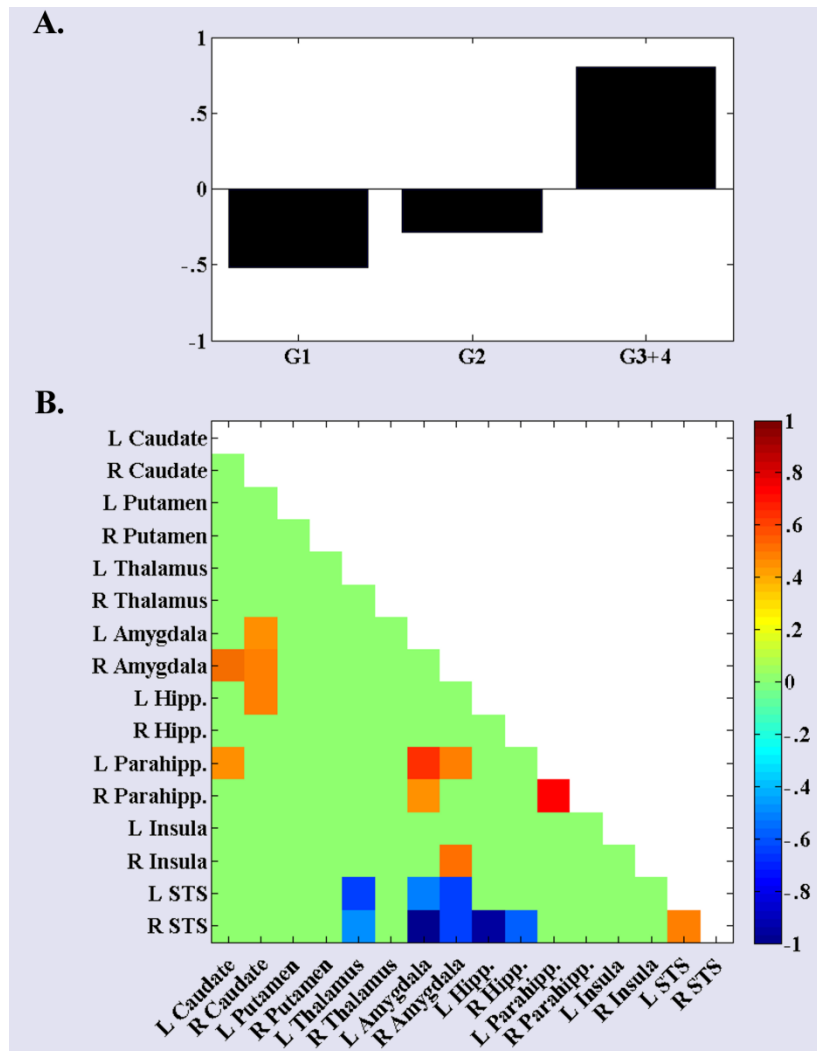 A.
1
.5
0
-.5
-1
G1 G2 G3+4
B.
L Caudate
R Caudate
L Putamen
R Putamen
L Thalamus
R Thalamus
L Amygdala
R Amygdala
L Hipp.
R Hipp.
L Parahipp.
R Parahipp.
L Insula
R Insula
L STS
R STS
L Caudate
R Caudate
L Putamen
R Putamen
L Thalamus
R Thalamus
L Amygdala
R Amygdala
L Hipp.
R Hipp.
L Parahipp.
R Parahipp.
L Insula
R Insula
L STS
R STS
1
.8
.6
.4
.2
0
-.2
-.4
-.6
-.8
-1